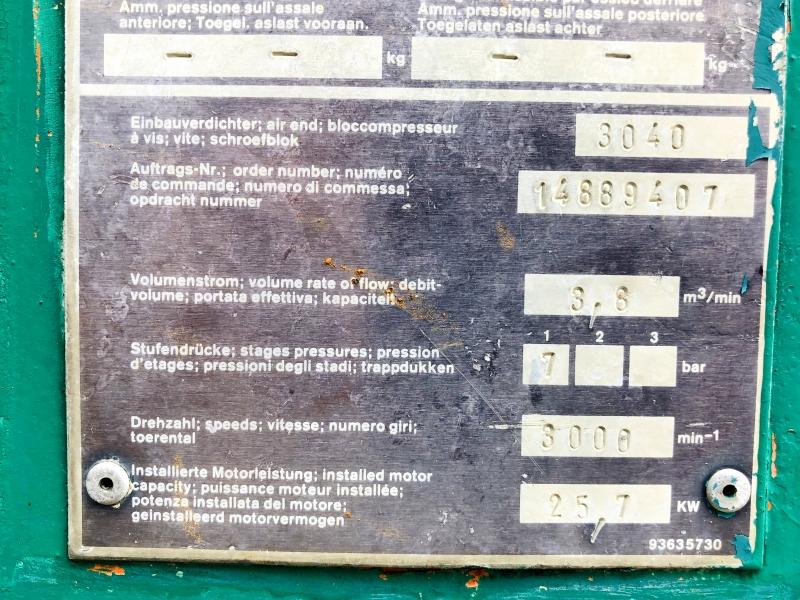 Amm. pressione sull'assale
anteriore; Toegel. aslast vooraan.
Amm. pressione sull'assale posteriore
Toegelaten aslast achter
– – kg – – kg
Einbauverdichter; air end; bloccompresseur
à vis; vite; schroefblok
3040
Auftrags-Nr.; order number; numéro
de commande; numero di commessa;
opdracht nummer
14889407
Volumenstrom; volume rate of flow; debit-
volume; portata effettiva; kapaciteit
m³/min
1 2 3
Stufendrücke; stages pressures; pression
d'etages; pressioni degli stadi; trappdukken
7 bar
Drehzahl; speeds; vitesse; numero giri;
toerental
3000 min-1
Installierte Motorleistung; installed motor
capacity; puissance moteur installée;
potenza installata del motore;
geinstalleerd motorvermogen
25,7 KW
93635730